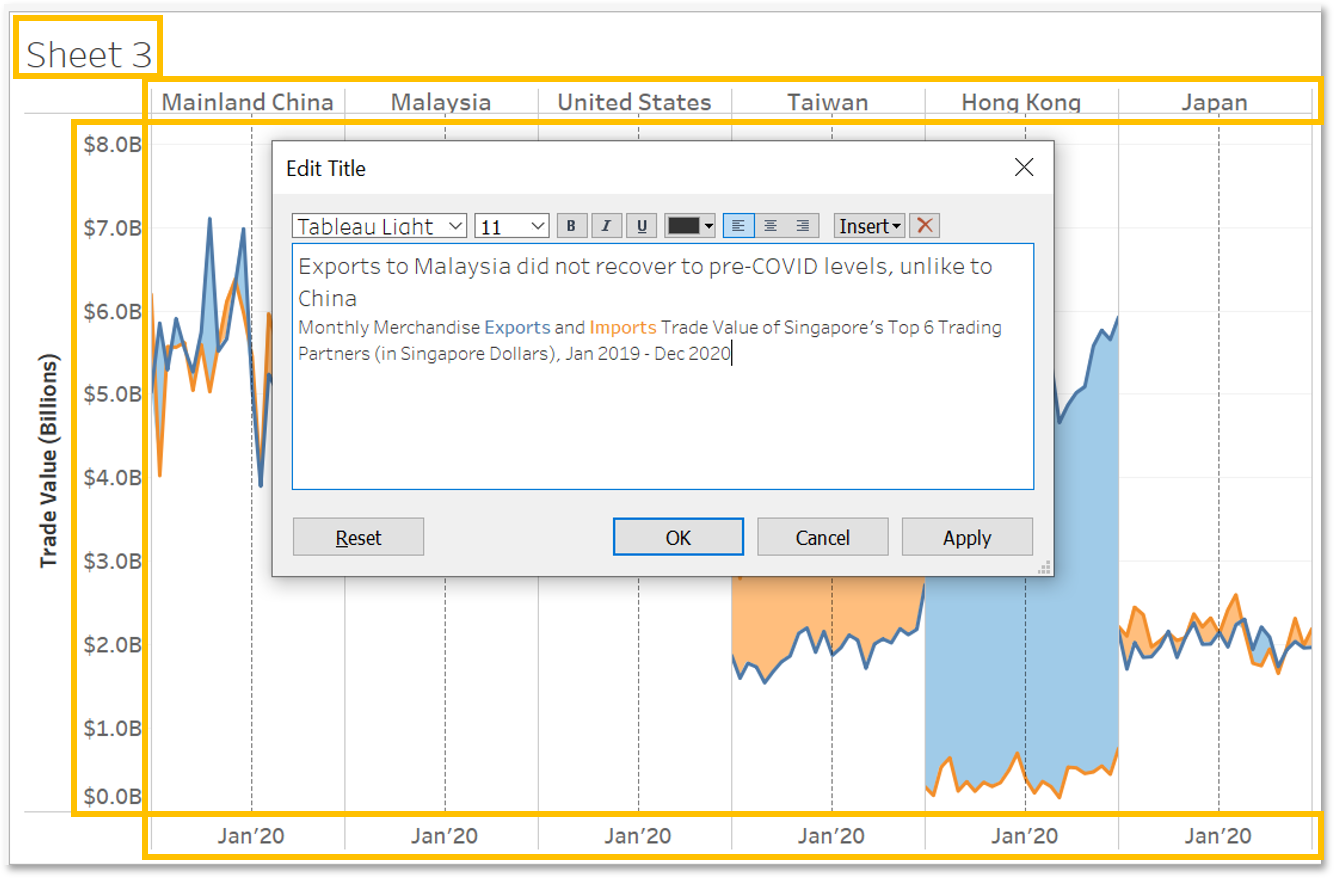 Sheet 3
Mainland China Malaysia United States Taiwan Hong Kong Japan
$8.0B
$7.0B
$6.0B
$5.0B
$4.0B
$3.0B
$2.0B
$1.0B
$0.0B
Trade Value (Billions)
Edit Title
Tableau Light 11 B I U Insert
Exports to Malaysia did not recover to pre-COVID levels, unlike to
China
Monthly Merchandise Exports and Imports Trade Value of Singapore's Top 6 Trading
Partners (in Singapore Dollars), Jan 2019 - Dec 2020
Reset OK Cancel Apply
Jan'20 Jan'20 Jan'20 Jan'20 Jan'20 Jan'20